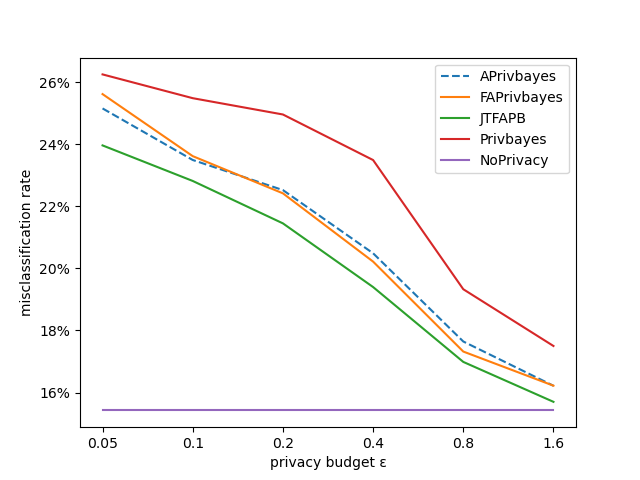 APrivbayes
FAPrivbayes
JTFAPB
Privbayes
NoPrivacy
26%
24%
22%
20%
18%
16%
misclassification rate
0.05 0.1 0.2 0.4 0.8 1.6
privacy budget ε